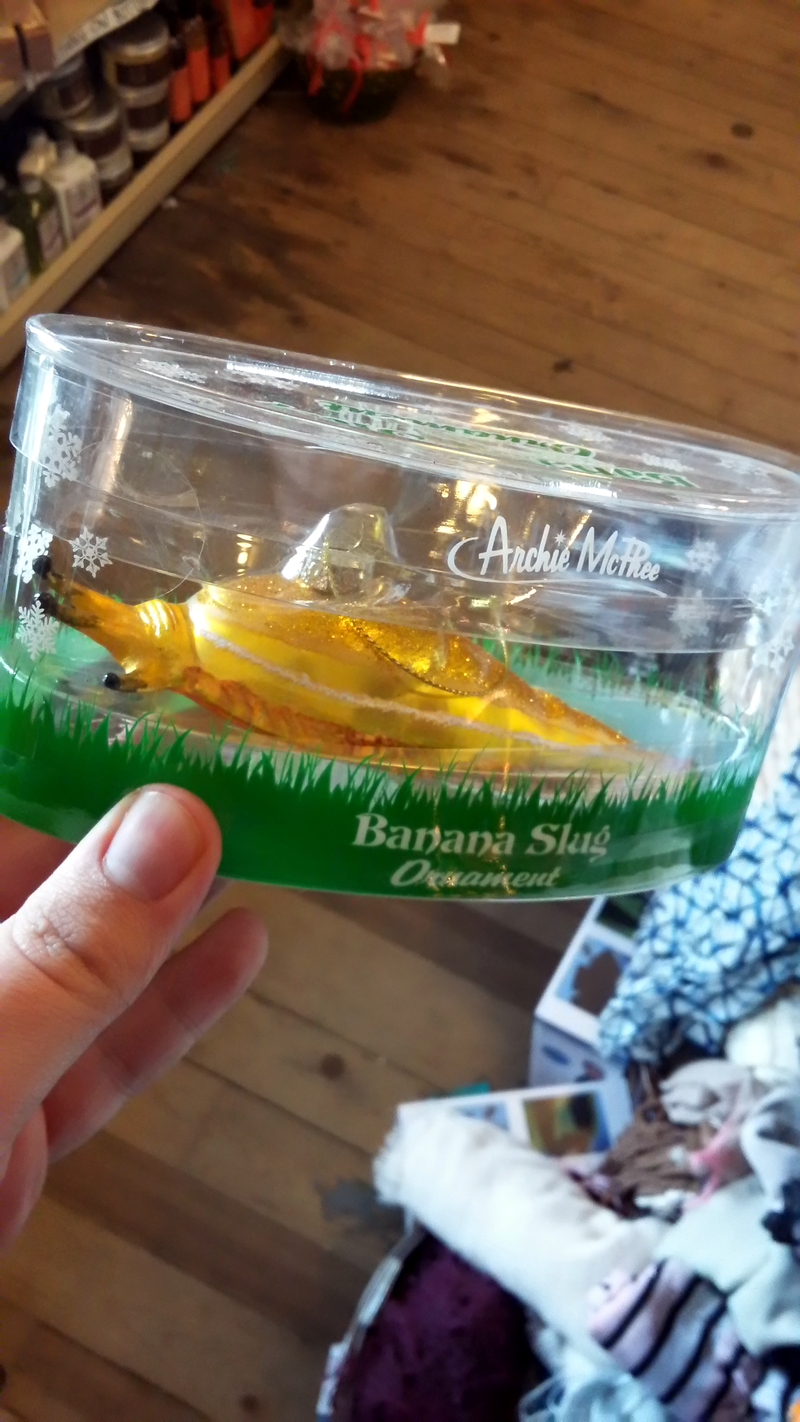 Archie McPhee
Banana Slug
Ornament